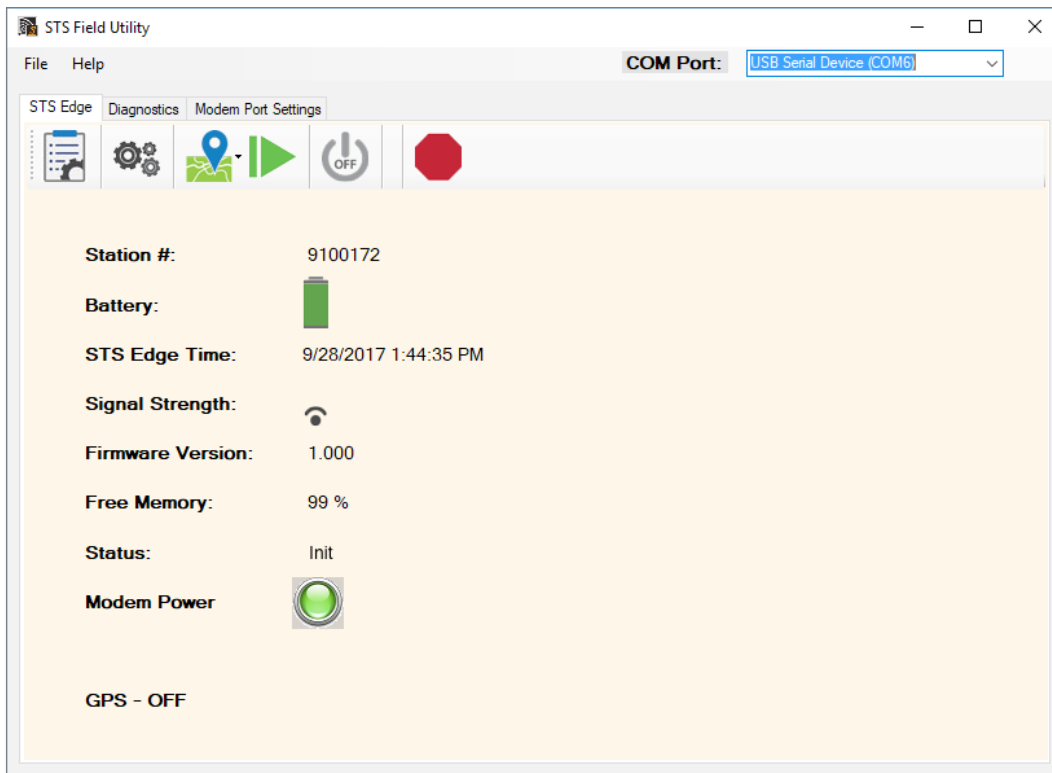 STS Field Utility
File Help COM Port: USB Serial Device (COM6)
STS Edge Diagnostics Modem Port Settings
OFF
Station #: 9100172
Battery:
STS Edge Time: 9/28/2017 1:44:35 PM
Signal Strength:
Firmware Version: 1.000
Free Memory: 99 %
Status: Init
Modem Power
GPS - OFF